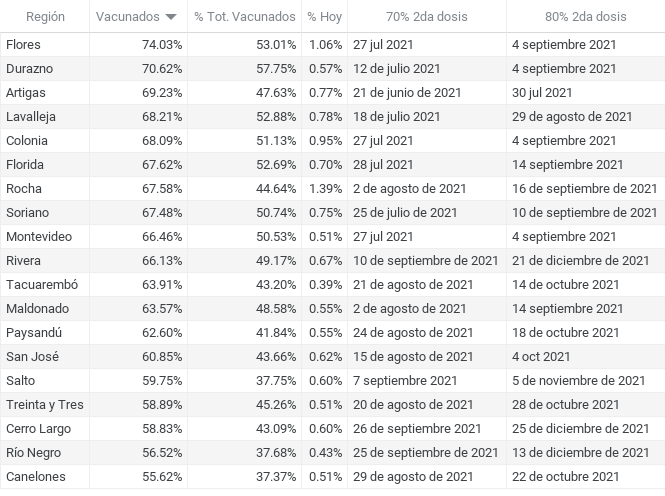 Región Vacunados % Tot. Vacunados % Hoy 70% 2da dosis 80% 2da dosis
Flores 74.03% 53.01% 1.06% 27 jul 2021 4 septiembre 2021
Durazno 70.62% 57.75% 0.57% 12 de julio 2021 4 septiembre 2021
Artigas 69.23% 47.63% 0.77% 21 de junio de 2021 30 jul 2021
Lavalleja 68.21% 52.88% 0.78% 18 de julio 2021 29 de agosto de 2021
Colonia 68.09% 51.13% 0.95% 27 jul 2021 4 septiembre 2021
Florida 67.62% 52.69% 0.70% 28 jul 2021 14 septiembre 2021
Rocha 67.58% 44.64% 1.39% 2 de agosto de 2021 16 de septiembre de 2021
Soriano 67.48% 50.74% 0.75% 25 de julio de 2021 10 de septiembre de 2021
Montevideo 66.46% 50.53% 0.51% 27 jul 2021 4 septiembre 2021
Rivera 66.13% 49.17% 0.67% 10 de septiembre de 2021 21 de diciembre de 2021
Tacuarembó 63.91% 43.20% 0.39% 21 de agosto de 2021 14 de octubre de 2021
Maldonado 63.57% 48.58% 0.55% 2 de agosto de 2021 14 septiembre 2021
Paysandú 62.60% 41.84% 0.55% 24 de agosto de 2021 18 de octubre de 2021
San José 60.85% 43.66% 0.62% 15 de agosto de 2021 4 oct 2021
Salto 59.75% 37.75% 0.60% 7 septiembre 2021 5 de noviembre de 2021
Treinta y Tres 58.89% 45.26% 0.51% 20 de agosto de 2021 28 de octubre de 2021
Cerro Largo 58.83% 43.09% 0.60% 26 de septiembre de 2021 25 de diciembre de 2021
Río Negro 56.52% 37.68% 0.43% 25 de septiembre de 2021 13 de diciembre de 2021
Canelones 55.62% 37.37% 0.51% 29 de agosto de 2021 22 de octubre de 2021